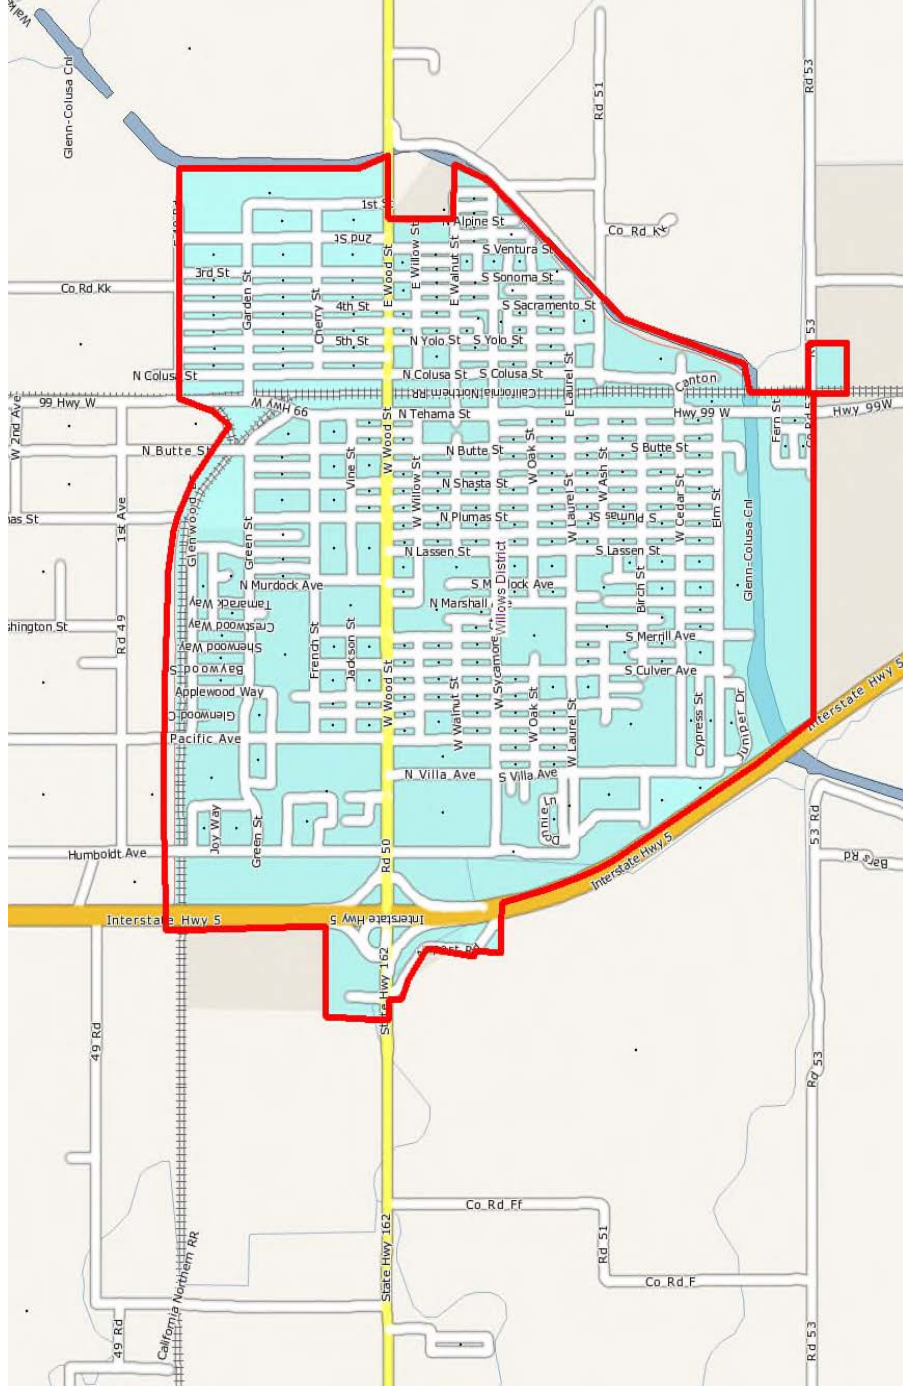 Glenn-Colusa Cnl
Rd 51
Rd 53
1st S
N Alpine St
2nd St
E Willow St
S Ventura St
Co Rd Kk
E Wood St
E Walnut St
3rd St
S Sonoma St
Co Rd Kk
Garden St
Cherry St
4th St
S Sacramento St
5th St
N Yolo St
S Yolo St
53
N Colusa St
N Colusa St
S Colusa St
E Laurel St
Canton
California Northern RR
W 2nd Ave
99 Hwy W
99 Hwy W
N Tehama St
Hwy 99 W
Hwy 99W
Fern St
N Butte St
W Wood St
N Butte St
W Oak St
S Butte St
Vine St
W Willow St
N Shasta St
W Laurel St
W Ash St
W Cedar St
Elm St
1st Ave
Green St
N Plumas St
S Plumas St
N Lassen St
S Lassen St
Willows District
Glenn-Colusa Cnl
N Murdock Ave
Birch St
Tamarack Way
Crestwood Way
Sherwood Way
Rd 49
French St
Jackson St
W Wood St
W Sycamore
S Merrill Ave
S Culver Ave
Applewood Way
W Walnut St
W Oak St
W Laurel St
Cypress St
Juniper Dr
Interstate Hwy 5
Pacific Ave
N Villa Ave
S Villa Ave
Joy Way
Green St
Rd 50
53 Rd
Humboldt Ave
Interstate Hwy 5
Interstate Hwy 5
Interstate Hwy 5
State Hwy 162
49 Rd
Rd 53
Co Rd Ff
Rd 51
State Hwy 162
California Northern RR
Co Rd F
49 Rd
Rd 53